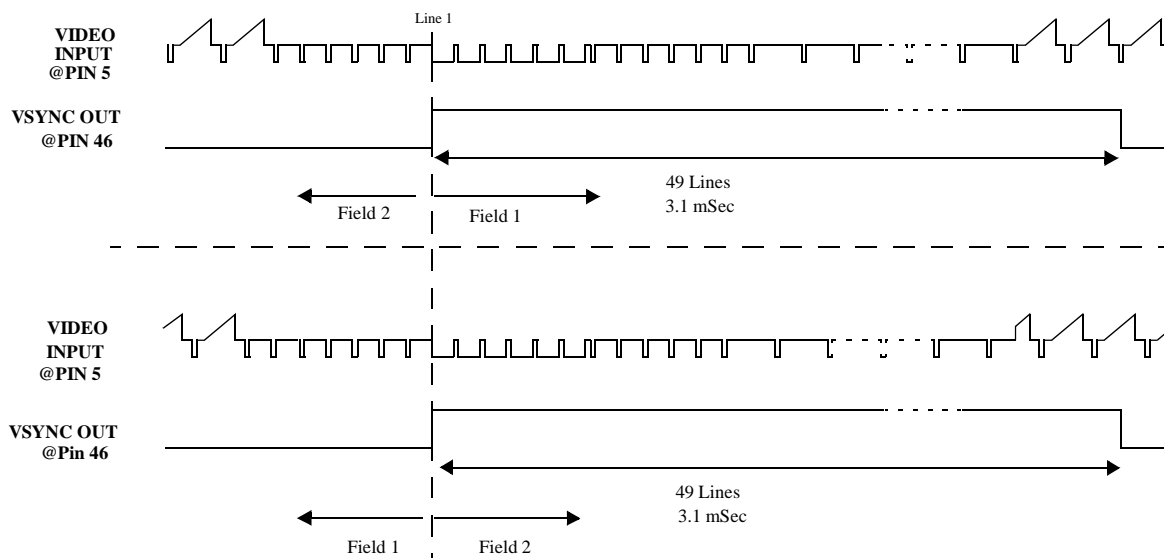 Line 1
VIDEO
INPUT
@PIN 5
VSYNC OUT
@PIN 46
49 Lines
3.1 mSec
Field 2
Field 1
VIDEO
INPUT
@PIN 5
VSYNC OUT
@Pin 46
49 Lines
3.1 mSec
Field 1
Field 2